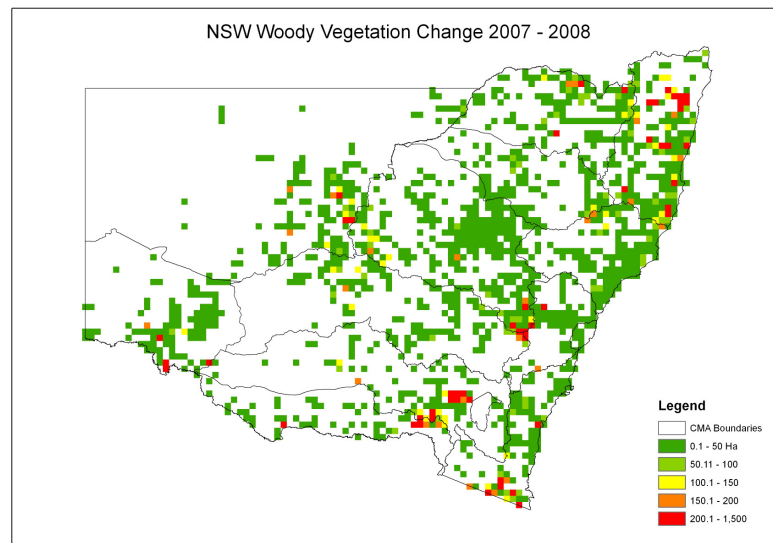 NSW Woody Vegetation Change 2007 - 2008
Legend
CMA Boundaries
0.1 - 50 Ha
50.11 - 100
100.1 - 150
150.1 - 200
200.1 - 1,500